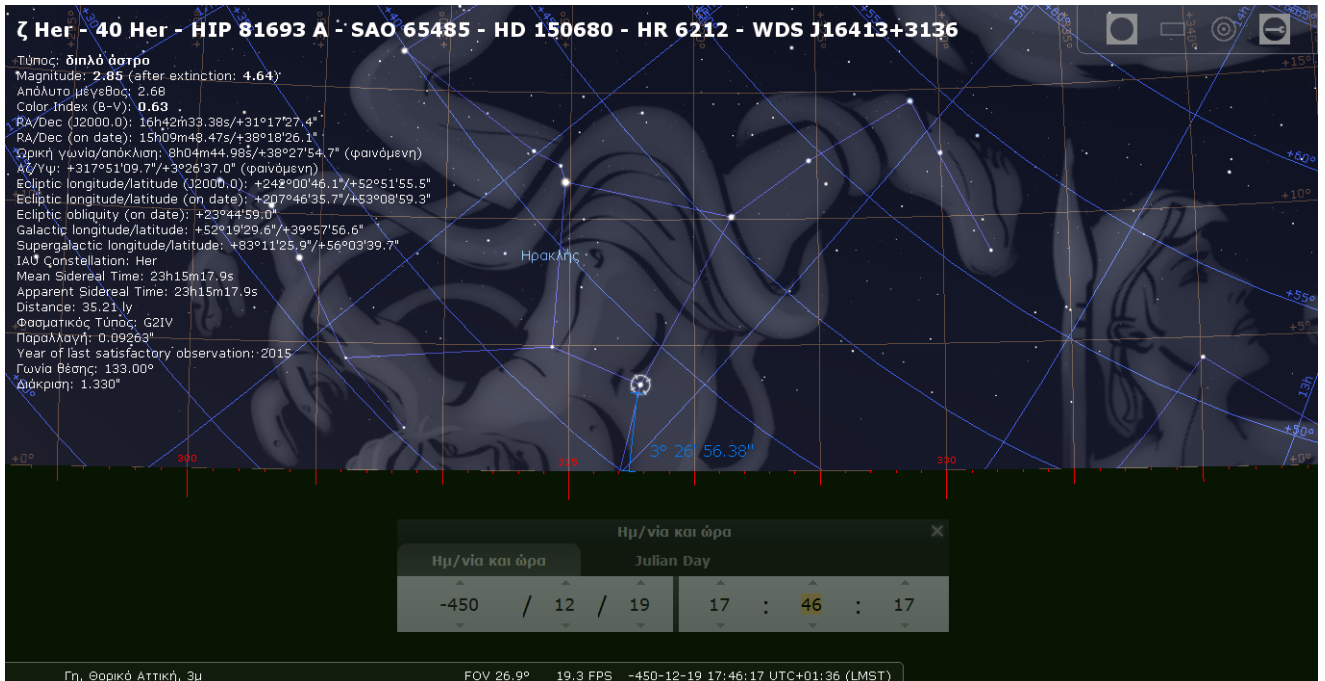 ζ Her - 40 Her - HIP 81693 A - SAO 65485 - HD 150680 - HR 6212 - WDS J16413+3136
Τύπος: διπλό άστρο
Magnitude: 2.85 (after extinction: 4.64)
Απόλυτο μέγεθος: 2.68
Color Index (B-V): 0.63
RA/Dec (J2000.0): 16h42m33.38s/+31°17'27.4"
RA/Dec (on date): 15h09m48.47s/+38°18'26.1"
Ωρική γωνία/απόκλιση: 8h04m44.98s/+38°27'54.7" (φαινόμενη)
Αζ/Υψ: +317°51'09.7"/+3°26'37.0" (φαινόμενη)
Ecliptic longitude/latitude (J2000.0): +242°00'46.1"/+52°51'55.5"
Ecliptic longitude/latitude (on date): +207°46'35.7"/+53°08'59.3"
Ecliptic obliquity (on date): +23°44'59.0"
Galactic longitude/latitude: +52°19'29.6"/+39°57'56.6"
Supergalactic longitude/latitude: +83°11'25.9"/+56°03'39.7"
IAU Constellation: Her
Mean Sidereal Time: 23h15m17.9s
Apparent Sidereal Time: 23h15m17.9s
Distance: 35.21 ly
Φασματικός Τύπος: G2IV
Παραλλαγή: 0.09263"
Year of last satisfactory observation: 2015
Γωνία θέσης: 133.00°
Διάκριση: 1.330"
Ηρακλής
+15°
+60°
+10°
+55°
+5°
13h
+50°
+0°
+0°
15h
14h
300
315
330
3° 26' 56.38"
Ημ/νία και ώρα
Ημ/νία και ώρα
Julian Day
-450 / 12 / 19 17 : 46 : 17
Γη, Θορικό Αττική, 3μ FOV 26.9° 19.3 FPS -450-12-19 17:46:17 UTC+01:36 (LMST)